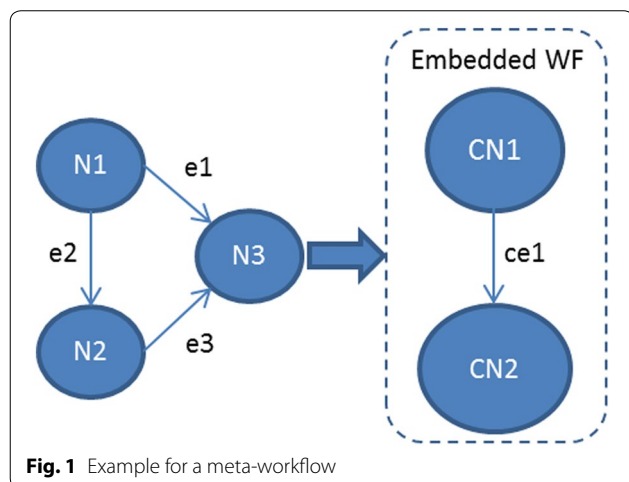 Embedded WF
N1
e1
CN1
e2
N3
ce1
N2
e3
CN2
Fig. 1 Example for a meta-workflow